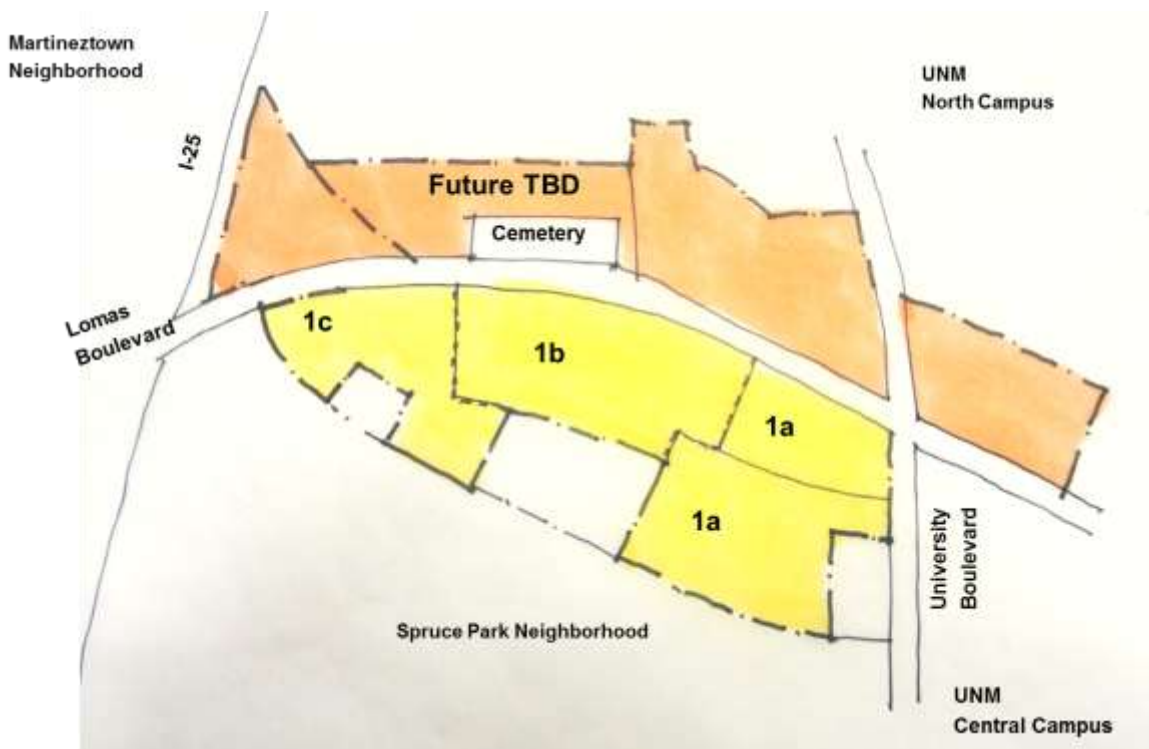 Martineztown
Neighborhood
UNM
North Campus
I-25
Future TBD
Cemetery
Lomas
Boulevard
1c
1b
1a
1a
University
Boulevard
Spruce Park Neighborhood
UNM
Central Campus